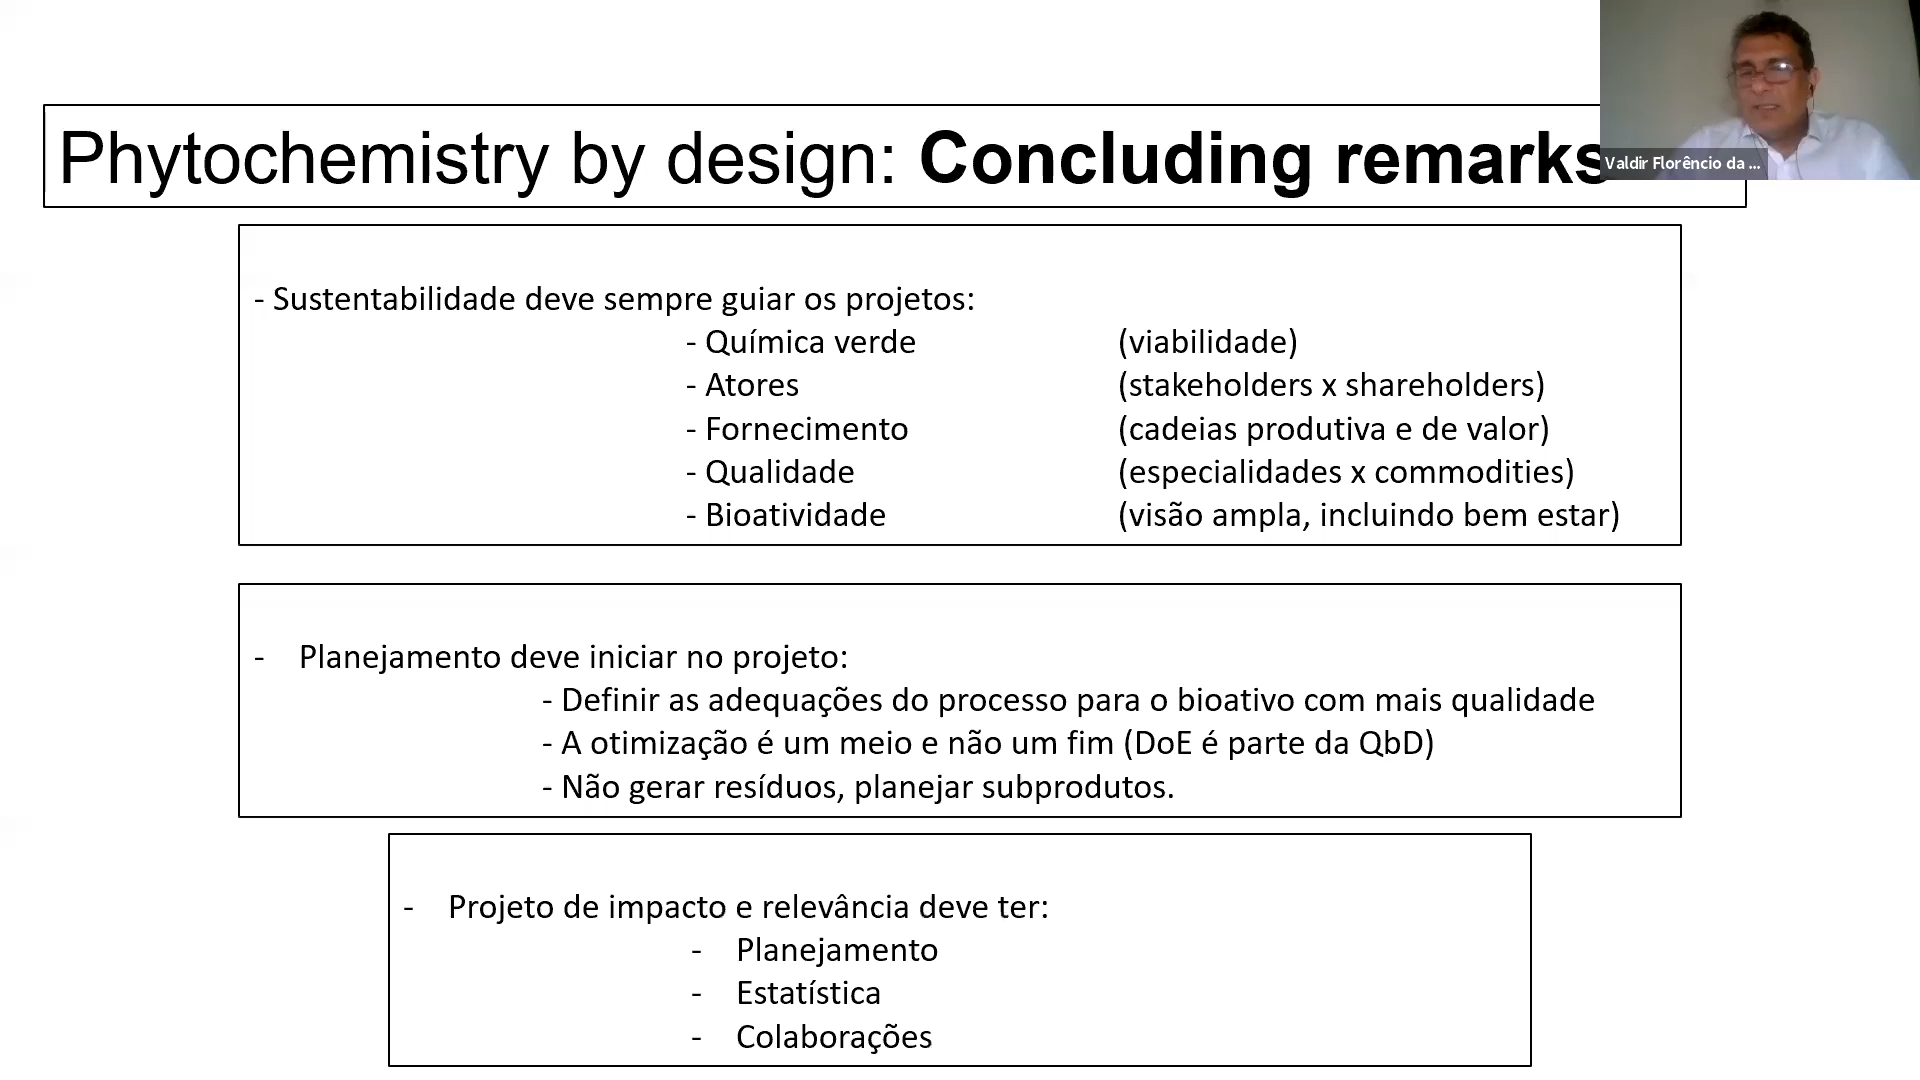 Phytochemistry by design: Concluding remarks
Valdir Florêncio da ...
- Sustentabilidade deve sempre guiar os projetos:
- Química verde (viabilidade)
- Atores (stakeholders x shareholders)
- Fornecimento (cadeias produtiva e de valor)
- Qualidade (especialidades x commodities)
- Bioatividade (visão ampla, incluindo bem estar)
- Planejamento deve iniciar no projeto:
- Definir as adequações do processo para o bioativo com mais qualidade
- A otimização é um meio e não um fim (DoE é parte da QbD)
- Não gerar resíduos, planejar subprodutos.
- Projeto de impacto e relevância deve ter:
- Planejamento
- Estatística
- Colaborações